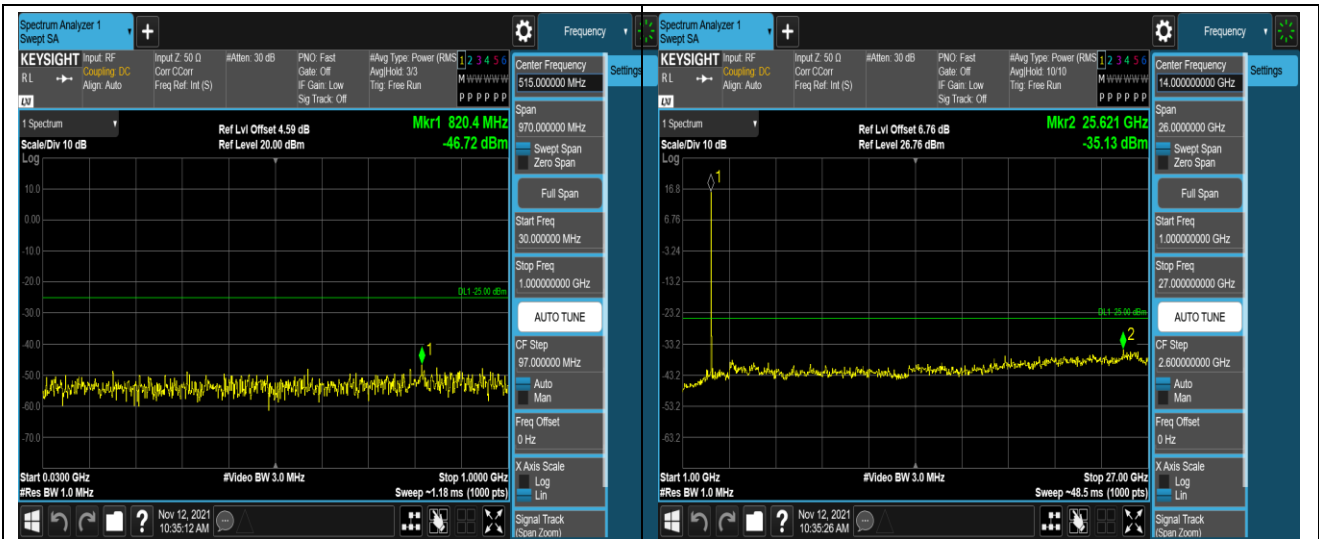 Spectrum Analyzer 1
Swept SA
+
Frequency
KEYSIGHT
RL
LXI
Input: RF
Coupling: DC
Align: Auto
Input Z: 50 Ω
Corr CCorr
Freq Ref: Int (S)
#Atten: 30 dB
PNO: Fast
Gate: Off
IF Gain: Low
Sig Track: Off
#Avg Type: Power (RMS
Avg|Hold: 3/3
Trig: Free Run
1 2 3 4 5 6
M W W W W W
P P P P P P
Center Frequency
515.000000 MHz
Settings
1 Spectrum
Scale/Div 10 dB
Log
Ref Lvl Offset 4.59 dB
Ref Level 20.00 dBm
Mkr1 820.4 MHz
-46.72 dBm
Span
970.000000 MHz
Swept Span
Zero Span
Full Span
Start Freq
30.000000 MHz
Stop Freq
1.000000000 GHz
AUTO TUNE
CF Step
97.000000 MHz
Auto
Man
Freq Offset
0 Hz
X Axis Scale
Log
Lin
Signal Track
(Span Zoom)
10.0
0.00
-10.0
-20.0
DL1 -25.00 dBm
-30.0
-40.0
1
-50.0
-60.0
-70.0
Start 0.0300 GHz
#Res BW 1.0 MHz
#Video BW 3.0 MHz
Stop 1.0000 GHz
Sweep ~1.18 ms (1000 pts)
?
Nov 12, 2021
10:35:12 AM
Spectrum Analyzer 1
Swept SA
+
Frequency
KEYSIGHT
RL
LXI
Input: RF
Coupling: DC
Align: Auto
Input Z: 50 Ω
Corr CCorr
Freq Ref: Int (S)
#Atten: 30 dB
PNO: Fast
Gate: Off
IF Gain: Low
Sig Track: Off
#Avg Type: Power (RMS
Avg|Hold: 10/10
Trig: Free Run
1 2 3 4 5 6
M W W W W W
P P P P P P
Center Frequency
14.00000000 GHz
Settings
1 Spectrum
Scale/Div 10 dB
Log
Ref Lvl Offset 6.76 dB
Ref Level 26.76 dBm
Mkr2 25.621 GHz
-35.13 dBm
Span
26.0000000 GHz
Swept Span
Zero Span
Full Span
Start Freq
1.000000000 GHz
Stop Freq
27.00000000 GHz
AUTO TUNE
CF Step
2.600000000 GHz
Auto
Man
Freq Offset
0 Hz
X Axis Scale
Log
Lin
Signal Track
(Span Zoom)
1
16.8
6.76
-3.24
-13.2
-23.2
DL1 -25.00 dBm
-33.2
2
-43.2
-53.2
-63.2
Start 1.00 GHz
#Res BW 1.0 MHz
#Video BW 3.0 MHz
Stop 27.00 GHz
Sweep ~48.5 ms (1000 pts)
?
Nov 12, 2021
10:35:26 AM